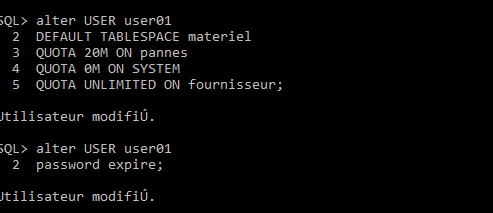 SQL> alter USER user01
2 DEFAULT TABLESPACE materiel
3 QUOTA 20M ON pannes
4 QUOTA 0M ON SYSTEM
5 QUOTA UNLIMITED ON fournisseur;
Utilisateur modifiÚ.
SQL> alter USER user01
2 password expire;
Utilisateur modifiÚ.